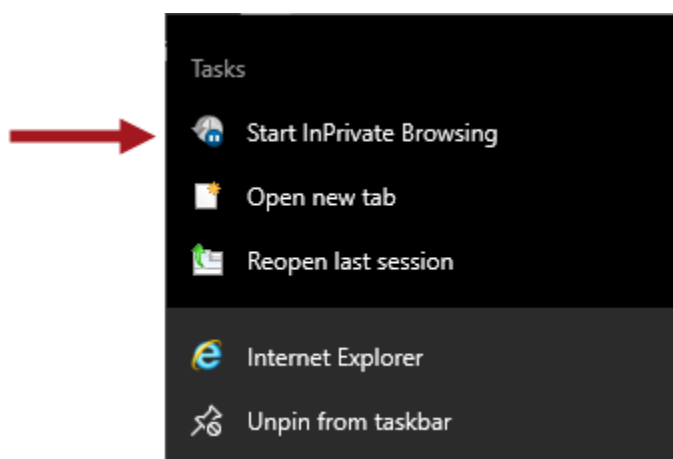 Tasks
Start InPrivate Browsing
Open new tab
Reopen last session
Internet Explorer
Unpin from taskbar